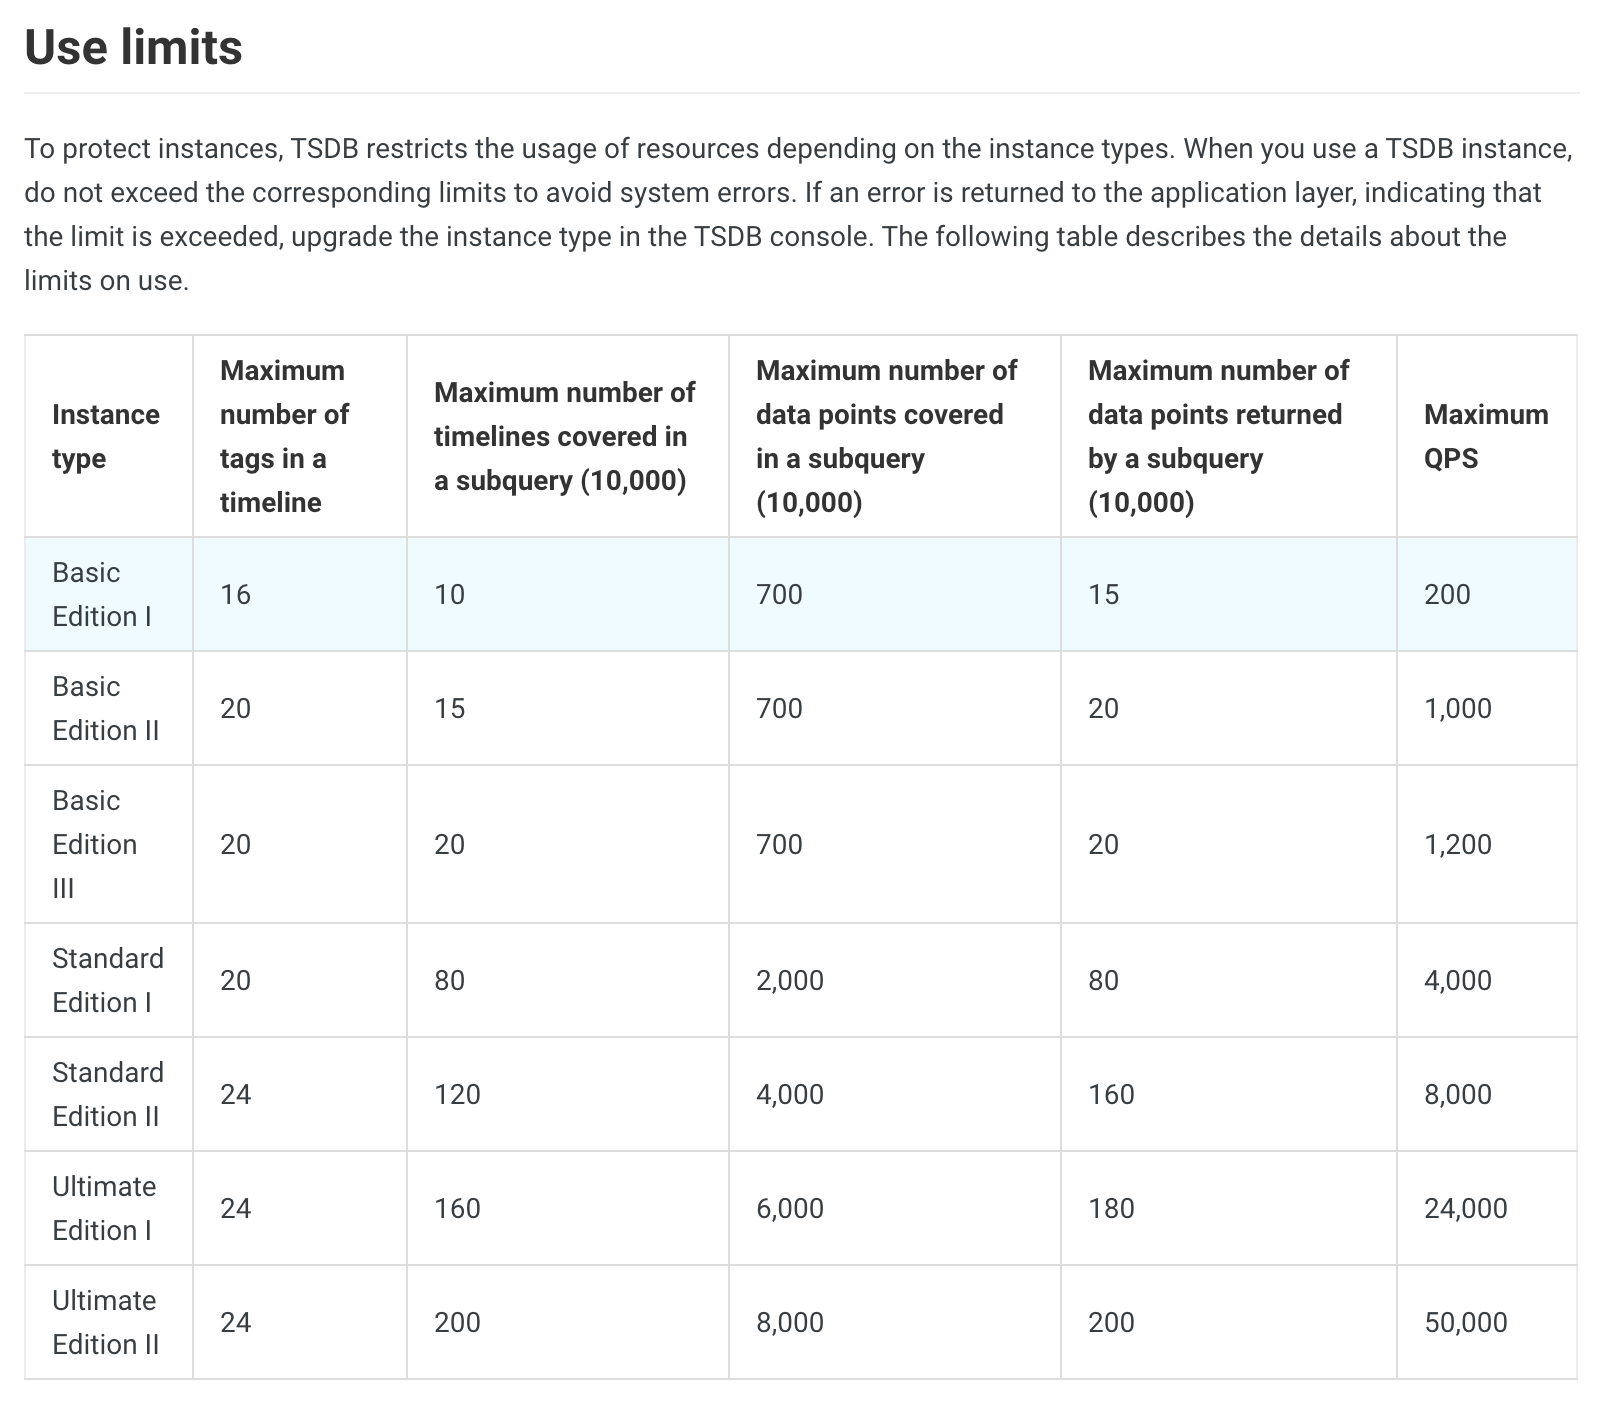 Use limits
To protect instances, TSDB restricts the usage of resources depending on the instance types. When you use a TSDB instance,
do not exceed the corresponding limits to avoid system errors. If an error is returned to the application layer, indicating that
the limit is exceeded, upgrade the instance type in the TSDB console. The following table describes the details about the
limits on use.
Instance
type
Maximum
number of
tags in a
timeline
Maximum number of
timelines covered in
a subquery (10,000)
Maximum number of
data points covered
in a subquery
(10,000)
Maximum number of
data points returned
by a subquery
(10,000)
Maximum
QPS
Basic
Edition I
16
10
700
15
200
Basic
Edition II
20
15
700
20
1,000
Basic
Edition
III
20
20
700
20
1,200
Standard
Edition I
20
80
2,000
80
4,000
Standard
Edition II
24
120
4,000
160
8,000
Ultimate
Edition I
24
160
6,000
180
24,000
Ultimate
Edition II
24
200
8,000
200
50,000